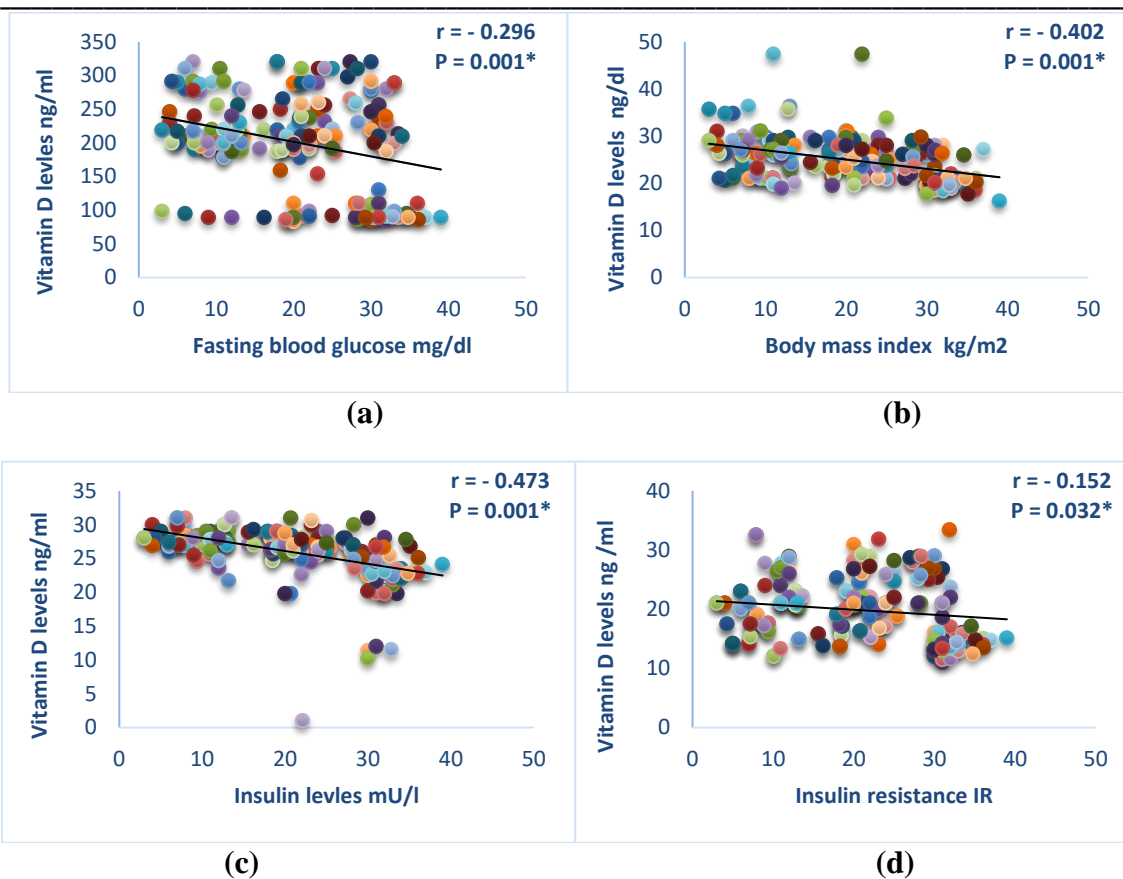 r = - 0.296
P = 0.001*
350
300
250
200
150
100
50
0
0 10 20 30 40 50
Vitamin D levles ng/ml
Fasting blood glucose mg/dl
(a)
r = - 0.402
P = 0.001*
50
40
30
20
10
0
0 10 20 30 40 50
Vitamin D levels ng/dl
Body mass index kg/m2
(b)
r = - 0.473
P = 0.001*
35
30
25
20
15
10
5
0
0 10 20 30 40 50
Vitamin D levels ng/ml
Insulin levles mU/l
(c)
r = - 0.152
P = 0.032*
40
30
20
10
0
0 10 20 30 40 50
Vitamin D levels ng /ml
Insulin resistance IR
(d)